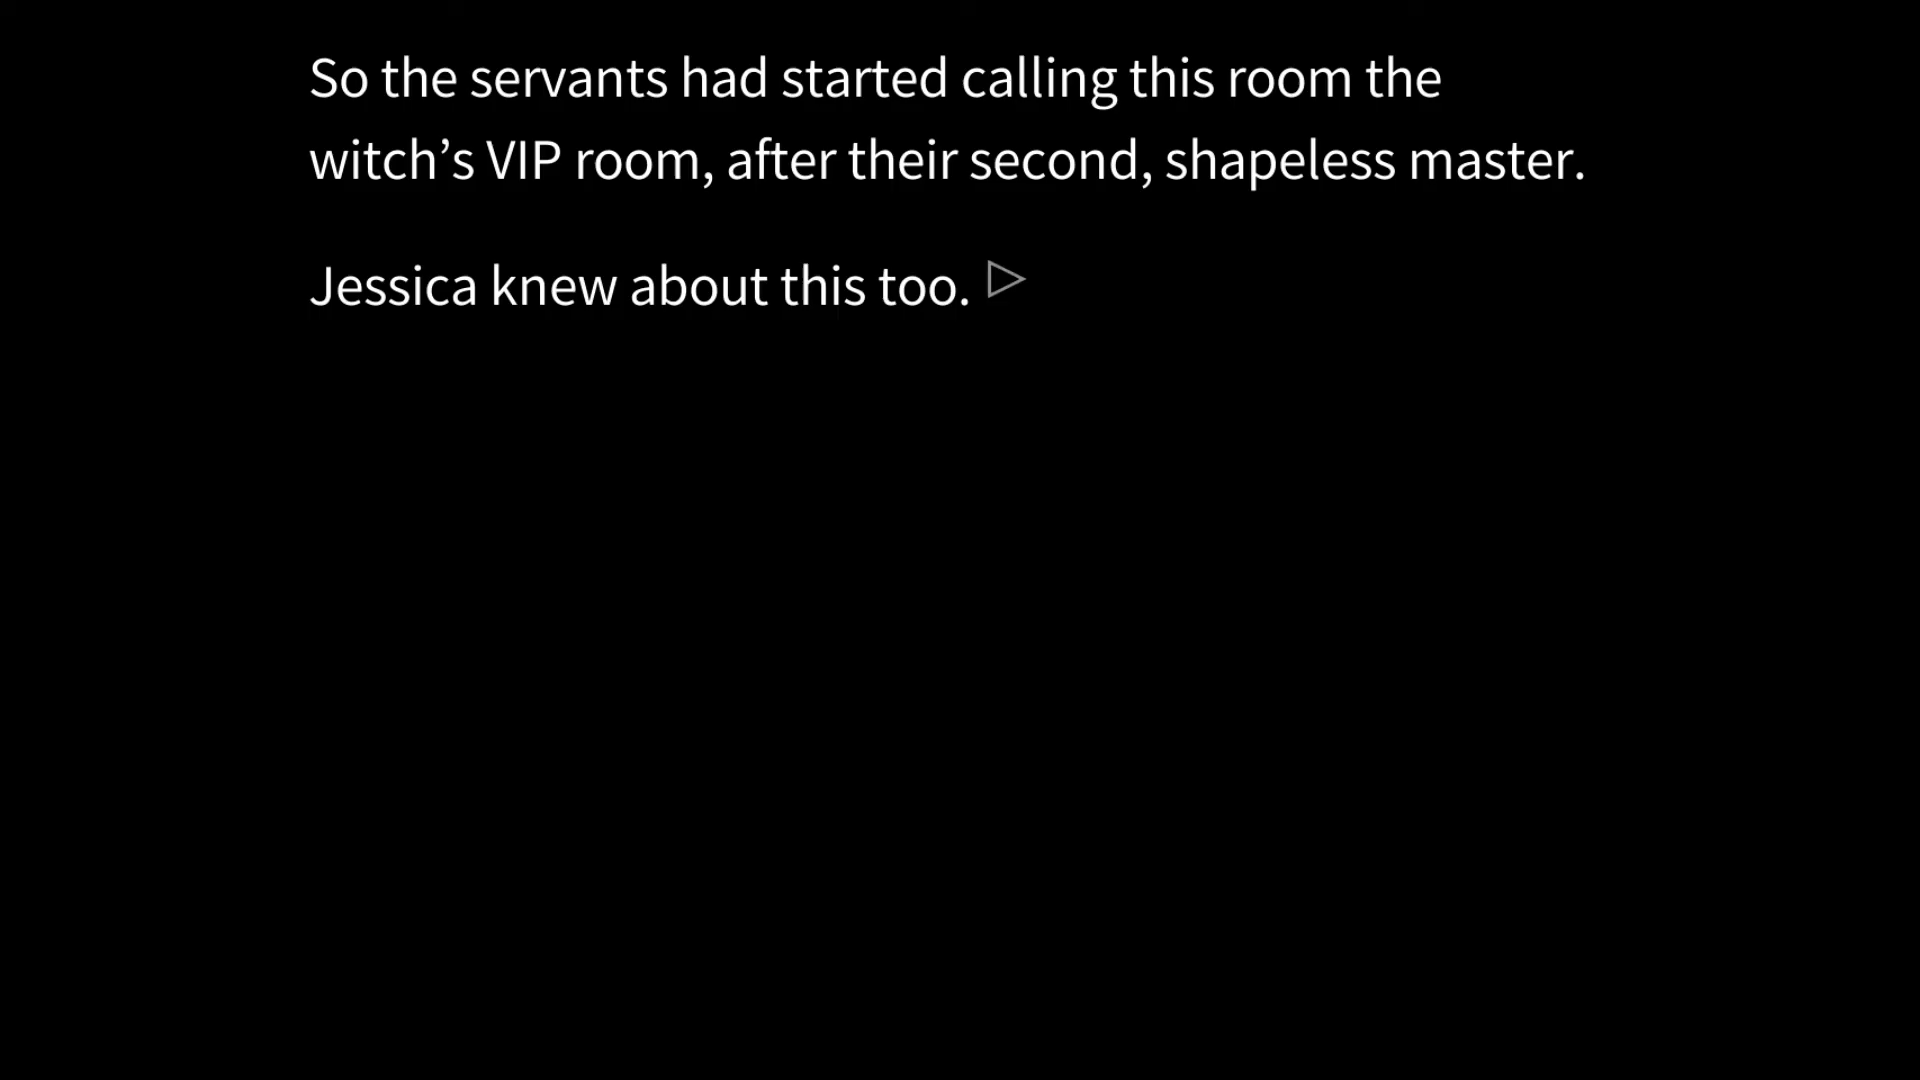 So the servants had started calling this room the
witch’s VIP room, after their second, shapeless master.
Jessica knew about this too.